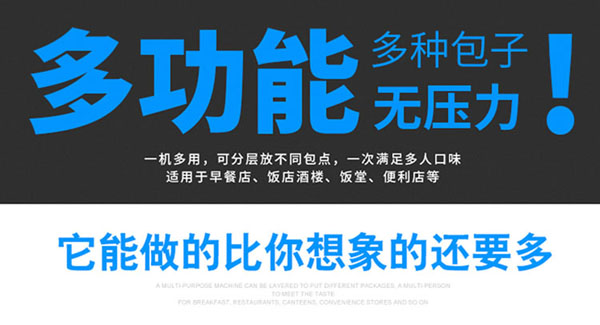 多功能 多种包子 无压力！
一机多用，可分层放不同包点，一次满足多人口味
适用于早餐店、饭店酒楼、饭堂、便利店等
它能做的比你想象的还要多
A MULTI-PURPOSE MACHINE CAN BE LAYERED TO PUT DIFFERENT PACKAGES, A MULTI-PERSON
TO MEET THE TASTE
FOR BREAKFAST, RESTAURANTS, CANTEENS, CONVENIENCE STORES AND SO ON